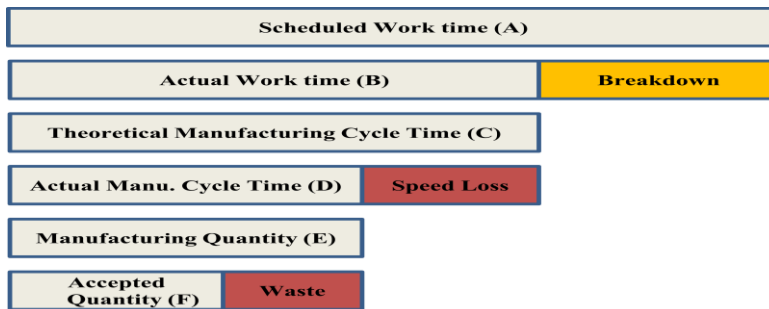 Scheduled Work time (A)
Actual Work time (B) Breakdown
Theoretical Manufacturing Cycle Time (C)
Actual Manu. Cycle Time (D) Speed Loss
Manufacturing Quantity (E)
Accepted
Quantity (F) Waste